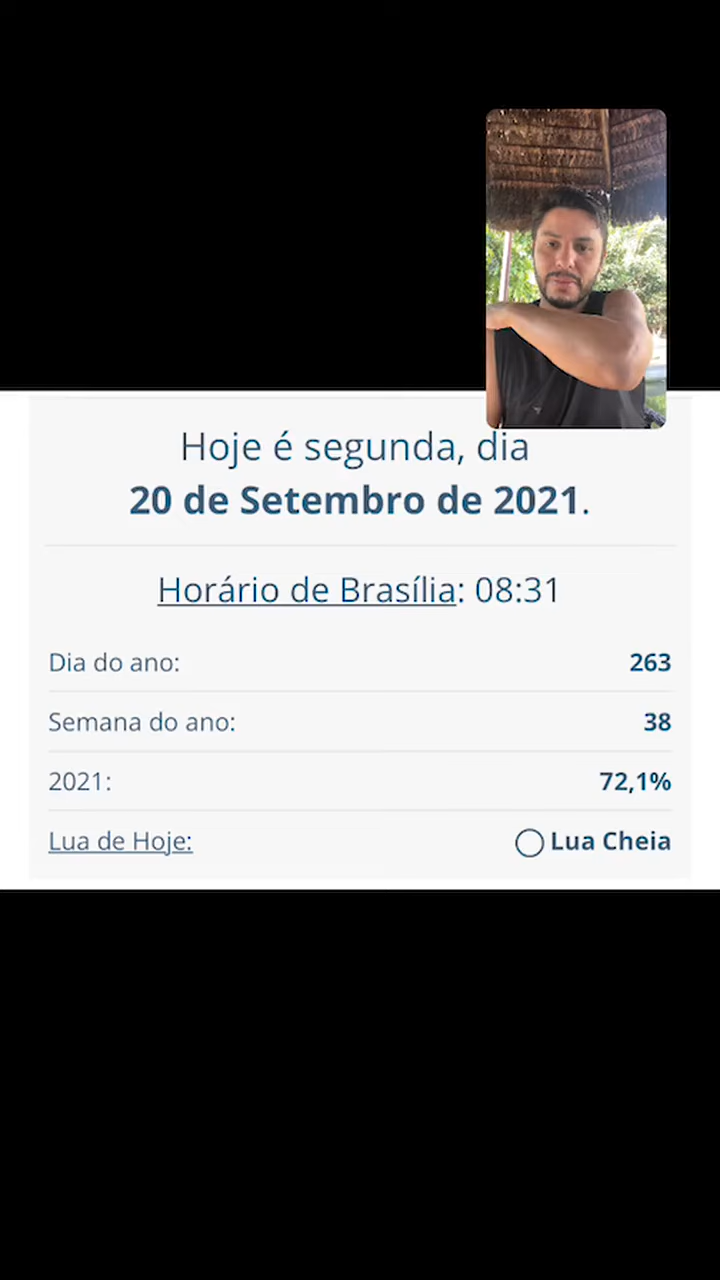 Hoje é segunda, dia
20 de Setembro de 2021.
Horário de Brasília: 08:31
Dia do ano: 263
Semana do ano: 38
2021: 72,1%
Lua de Hoje: Lua Cheia